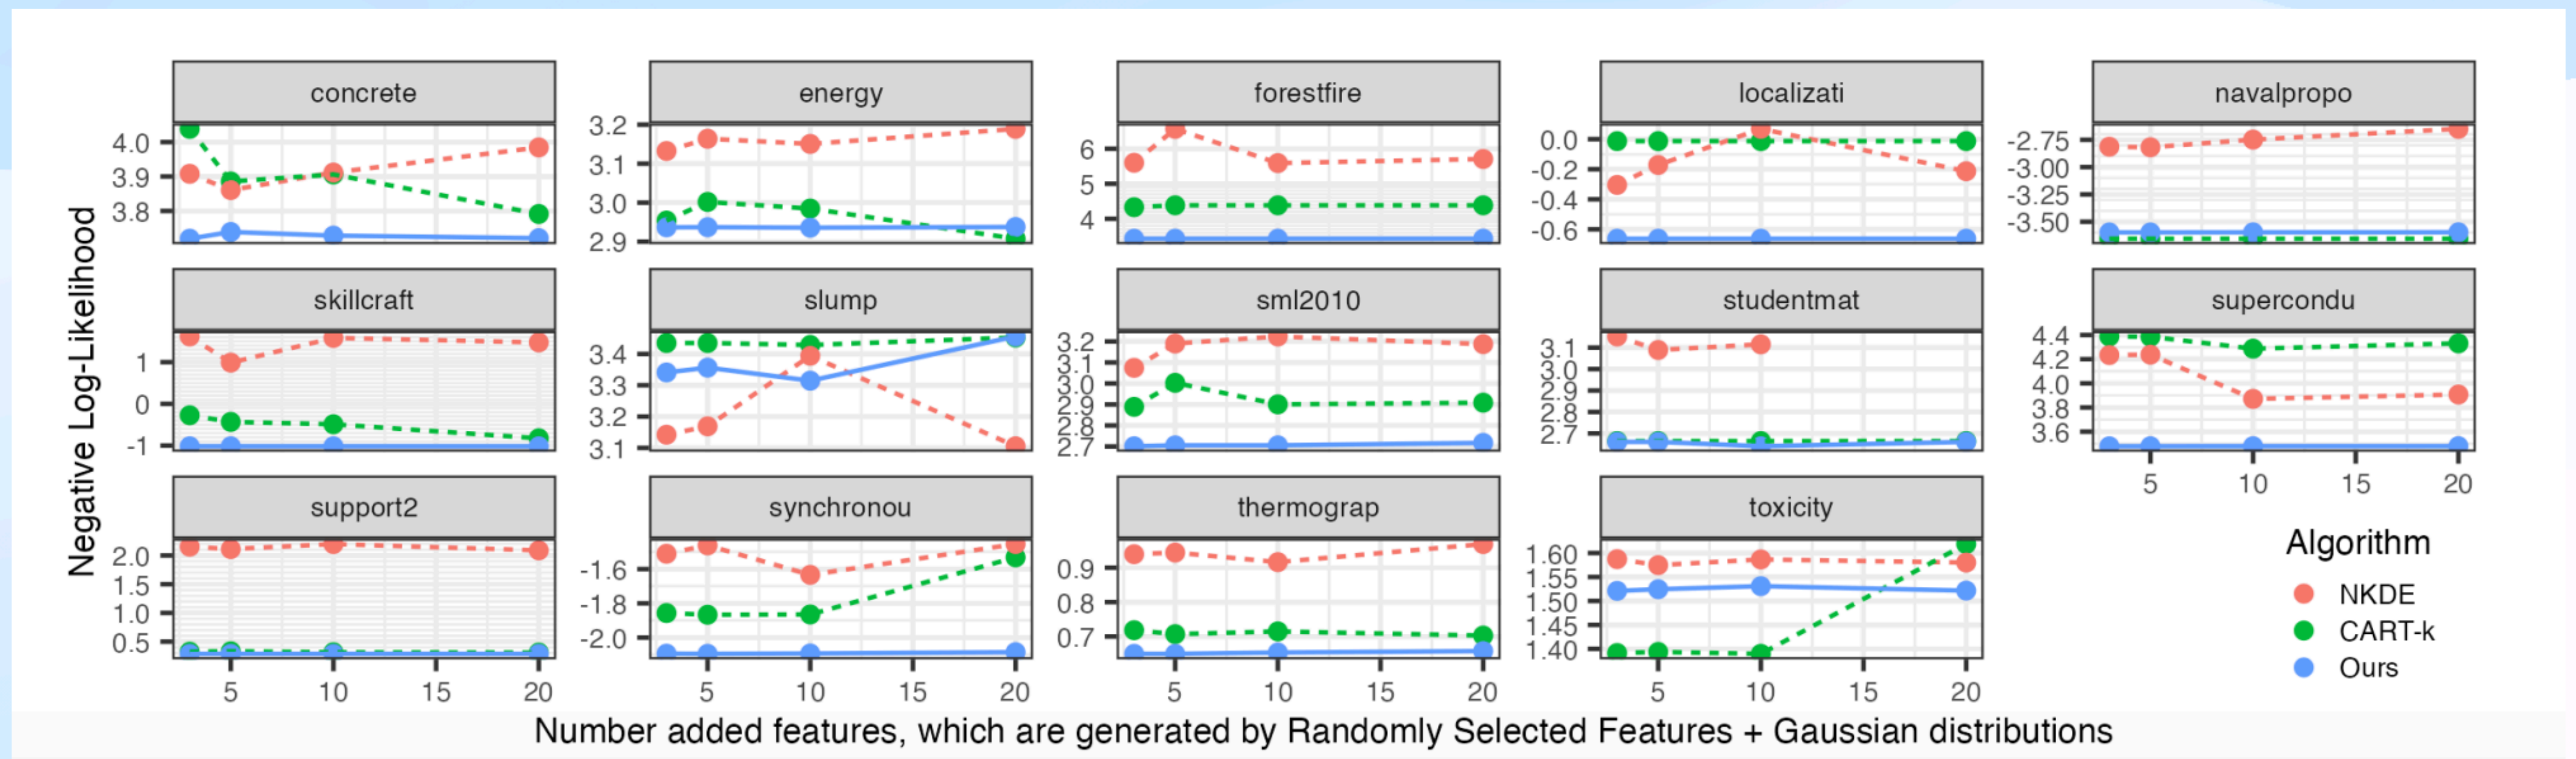 concrete
energy
forestfire
localizati
navalpropo
4.0
3.9
3.8
3.2
3.1
3.0
2.9
6
5
4
0.0
-0.2
-0.4
-0.6
-2.75
-3.00
-3.25
-3.50
Negative Log-Likelihood
skillcraft
slump
sml2010
studentmat
supercondu
1
0
-1
3.4
3.3
3.2
3.1
3.2
3.1
3.0
2.9
2.8
2.7
3.1
3.0
2.9
2.8
2.7
4.4
4.2
4.0
3.8
3.6
5 10 15 20
support2
synchronou
thermograp
toxicity
2.0
1.5
1.0
0.5
-1.6
-1.8
-2.0
0.9
0.8
0.7
1.60
1.55
1.50
1.45
1.40
5 10 15 20
5 10 15 20
5 10 15 20
5 10 15 20
Algorithm
NKDE
CART-k
Ours
Number added features, which are generated by Randomly Selected Features + Gaussian distributions